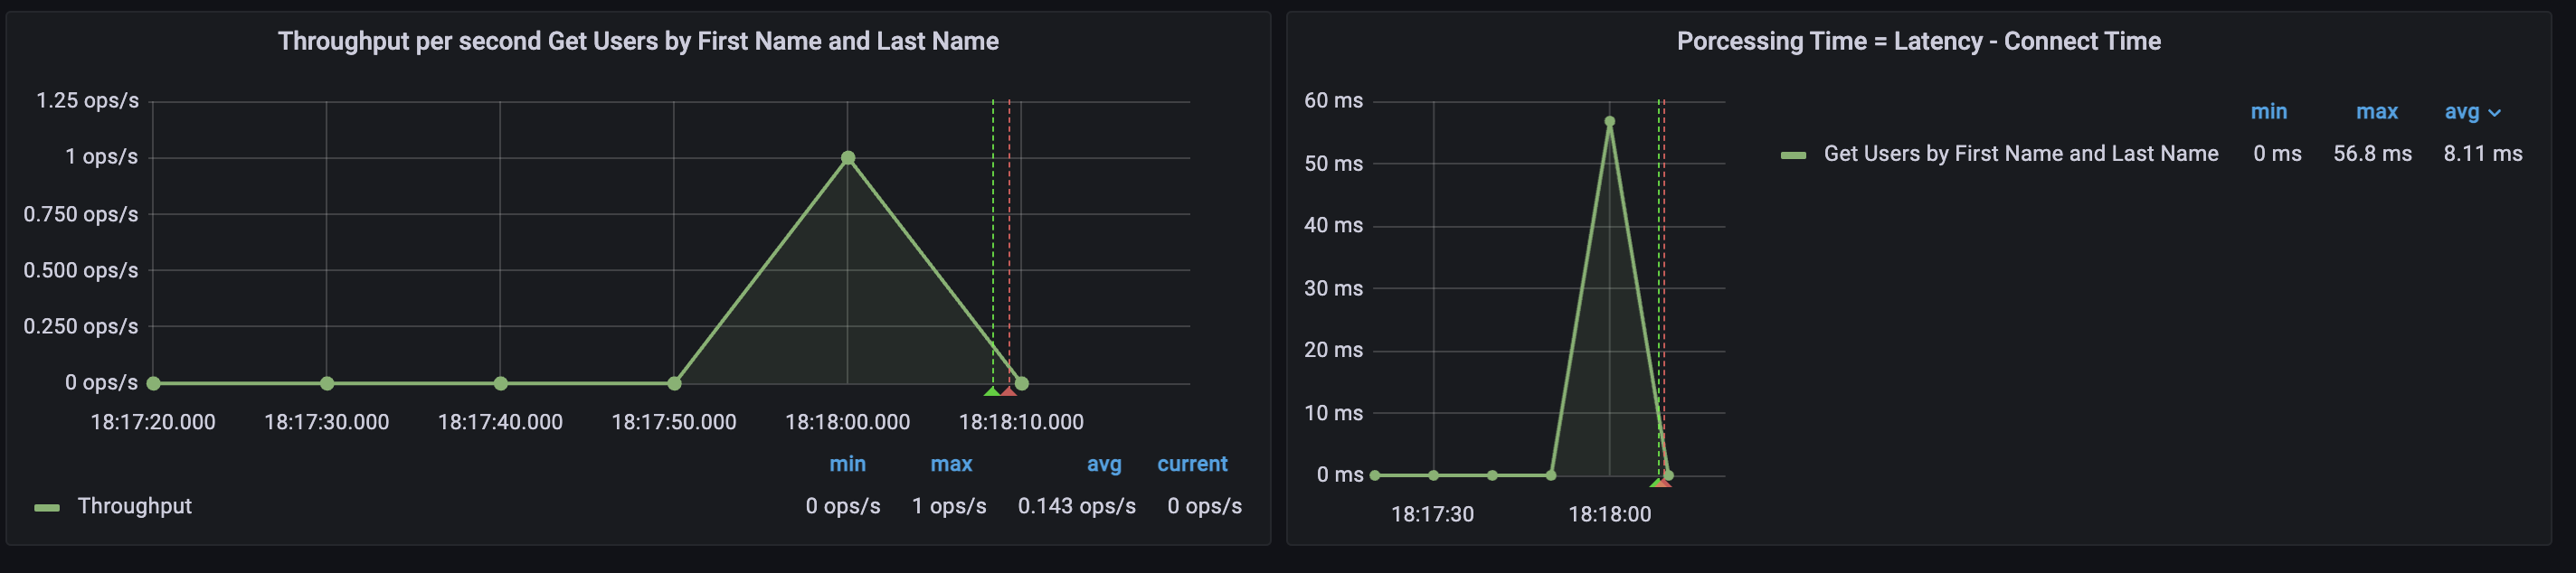 Throughput per second Get Users by First Name and Last Name
1.25 ops/s
1 ops/s
0.750 ops/s
0.500 ops/s
0.250 ops/s
0 ops/s
18:17:20.000 18:17:30.000 18:17:40.000 18:17:50.000 18:18:00.000 18:18:10.000
min max avg current
Throughput 0 ops/s 1 ops/s 0.143 ops/s 0 ops/s
Porcessing Time = Latency - Connect Time
60 ms
50 ms
40 ms
30 ms
20 ms
10 ms
0 ms
18:17:30 18:18:00
min max avg
Get Users by First Name and Last Name 0 ms 56.8 ms 8.11 ms